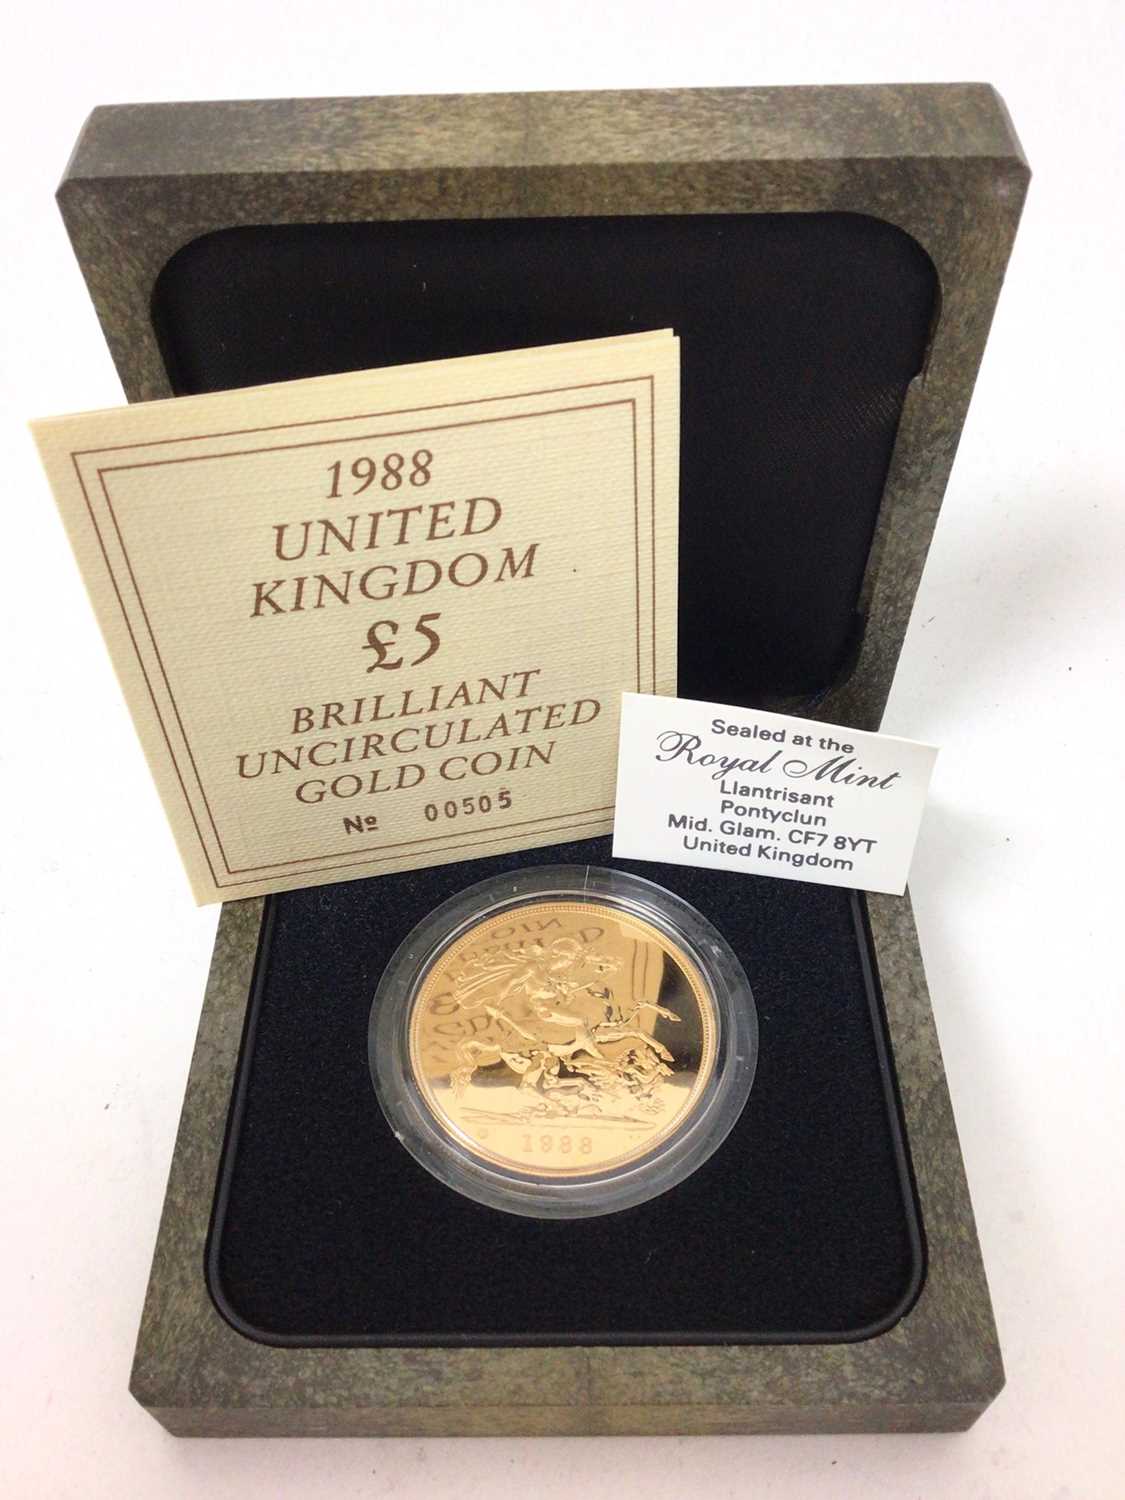 1988
UNITED
KINGDOM
£5
BRILLIANT
UNCIRCULATED
GOLD COIN
Nº 00505
Sealed at the
Royal Mint
Llantrisant
Pontyclun
Mid. Glam. CF7 8YT
United Kingdom
1988